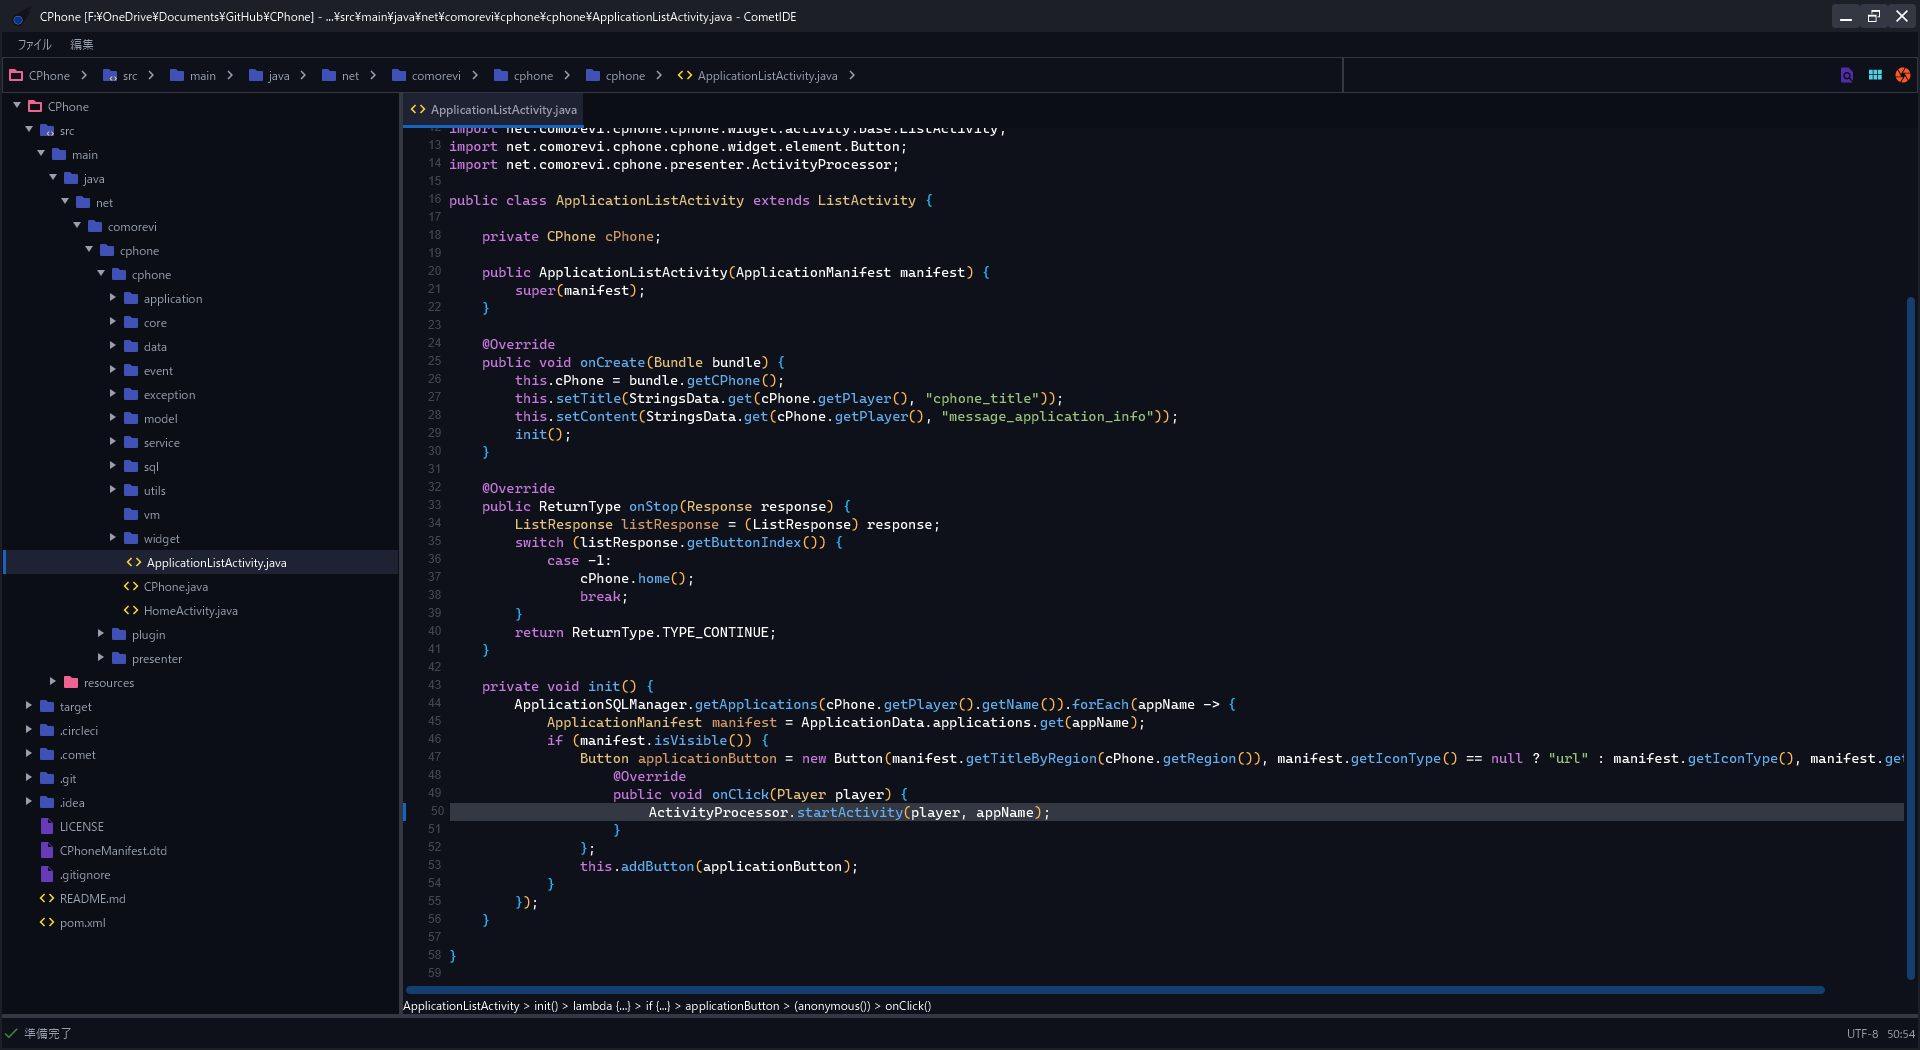 CPhone [F:¥OneDrive¥Documents¥GitHub¥CPhone] - ...¥src¥main¥java¥net¥comorevi¥cphone¥cphone¥ApplicationListActivity.java - CometIDE
ファイル 編集
CPhone src main java net comorevi cphone cphone ApplicationListActivity.java
CPhone
src
main
java
net
comorevi
cphone
cphone
application
core
data
event
exception
model
service
sql
utils
vm
widget
ApplicationListActivity.java
CPhone.java
HomeActivity.java
plugin
presenter
resources
target
.circleci
.comet
.git
.idea
LICENSE
CPhoneManifest.dtd
.gitignore
README.md
pom.xml
ApplicationListActivity.java
12 import net.comorevi.cphone.cphone.widget.activity.base.ListActivity;
13 import net.comorevi.cphone.cphone.widget.element.Button;
14 import net.comorevi.cphone.presenter.ActivityProcessor;
15
16 public class ApplicationListActivity extends ListActivity {
17
18     private CPhone cPhone;
19
20     public ApplicationListActivity(ApplicationManifest manifest) {
21         super(manifest);
22     }
23
24     @Override
25     public void onCreate(Bundle bundle) {
26         this.cPhone = bundle.getCPhone();
27         this.setTitle(StringsData.get(cPhone.getPlayer(), "cphone_title"));
28         this.setContent(StringsData.get(cPhone.getPlayer(), "message_application_info"));
29         init();
30     }
31
32     @Override
33     public ReturnType onStop(Response response) {
34         ListResponse listResponse = (ListResponse) response;
35         switch (listResponse.getButtonIndex()) {
36             case -1:
37                 cPhone.home();
38                 break;
39         }
40         return ReturnType.TYPE_CONTINUE;
41     }
42
43     private void init() {
44         ApplicationSQLManager.getApplications(cPhone.getPlayer().getName()).forEach(appName -> {
45             ApplicationManifest manifest = ApplicationData.applications.get(appName);
46             if (manifest.isVisible()) {
47                 Button applicationButton = new Button(manifest.getTitleByRegion(cPhone.getRegion()), manifest.getIconType() == null ? "url" : manifest.getIconType(), manifest.get
48                     @Override
49                     public void onClick(Player player) {
50                         ActivityProcessor.startActivity(player, appName);
51                     }
52                 };
53                 this.addButton(applicationButton);
54             }
55         });
56     }
57
58 }
59
ApplicationListActivity > init() > lambda {...} > if {...} > applicationButton > (anonymous()) > onClick()
準備完了
UTF-8 50:54